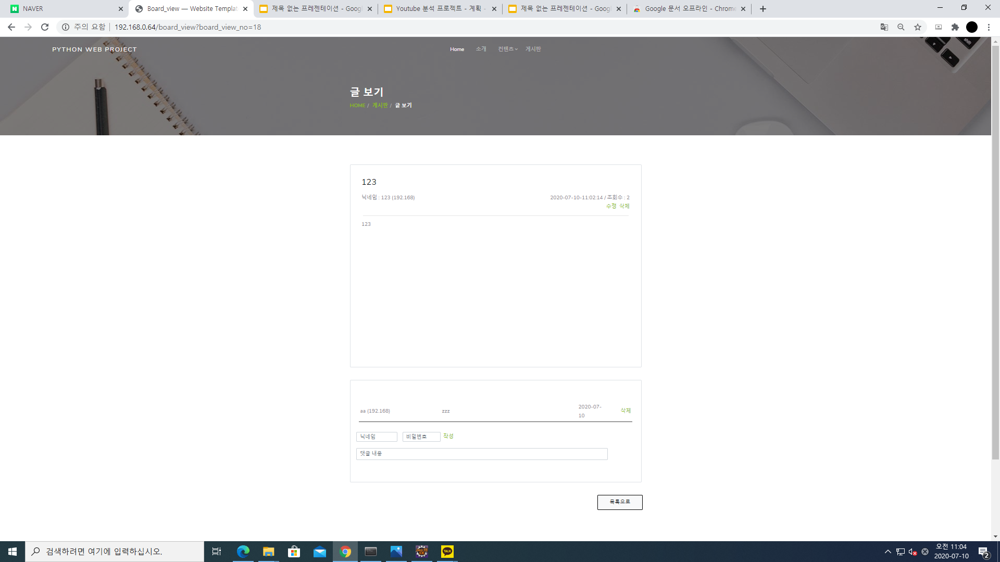 NAVER
Board_view — Website Templat
제목 없는 프레젠테이션 - Goog
Youtube 분석 프로젝트 - 계획 -
제목 없는 프레젠테이션 - Goog
Google 문서 오프라인 - Chrome
주의 요함
192.168.0.64/board_view?board_view_no=18
PYTHON WEB PROJECT
Home
소개
컨텐츠
게시판
shift
글 보기
HOME / 게시판 / 글 보기
123
닉네임 : 123 (192.168)
2020-07-10-11:02:14 / 조회수 : 2
수정 삭제
123
aa (192.168)
zzz
2020-07-
10
삭제
닉네임
비밀번호
작성
댓글 내용
목록으로
검색하려면 여기에 입력하십시오.
Java EE
IDE
TALK
오전 11:04
2020-07-10
2